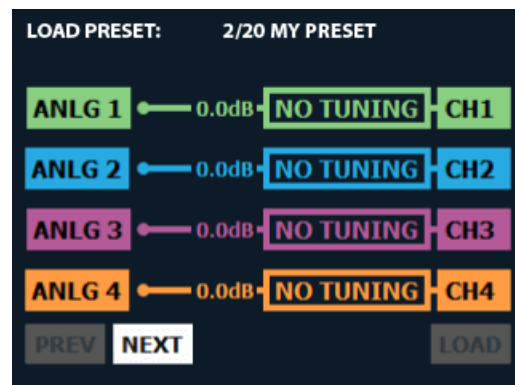 LOAD PRESET: 2/20 MY PRESET
ANLG 1 0.0dB NO TUNING CH1
ANLG 2 0.0dB NO TUNING CH2
ANLG 3 0.0dB NO TUNING CH3
ANLG 4 0.0dB NO TUNING CH4
PREV NEXT LOAD